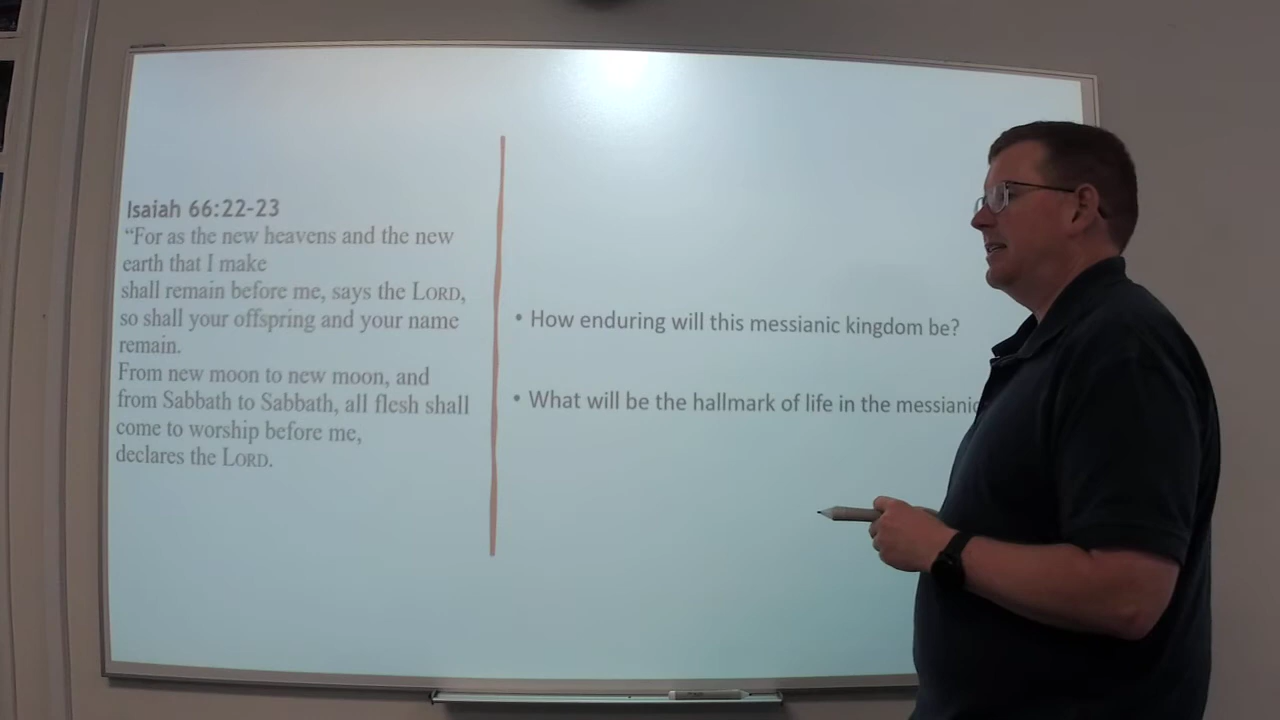 Isaiah 66:22-23
“For as the new heavens and the new
earth that I make
shall remain before me, says the LORD,
so shall your offspring and your name
remain.
From new moon to new moon, and
from Sabbath to Sabbath, all flesh shall
come to worship before me,
declares the LORD.
• How enduring will this messianic kingdom be?
• What will be the hallmark of life in the messianic